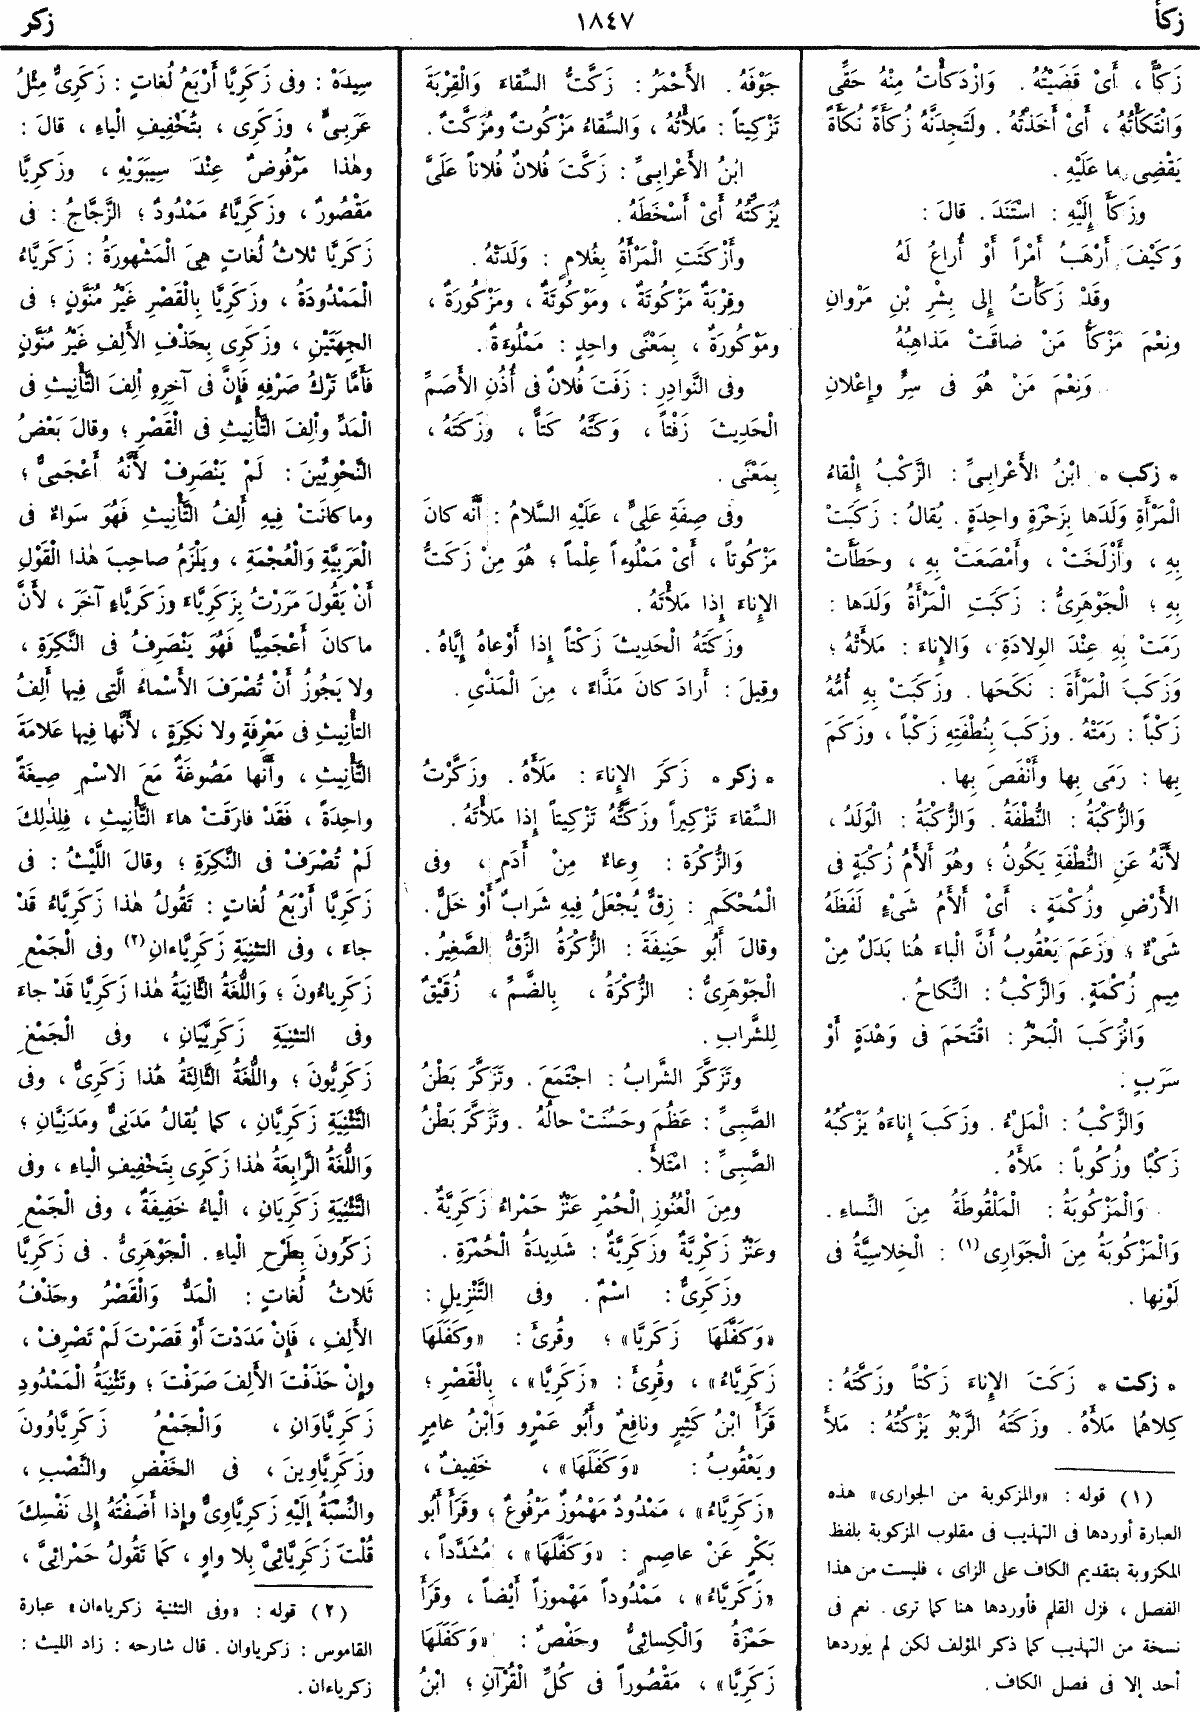 زكأ
١٨٤٧
زكر
زَكْأً ، أَىْ قَضَيْتُهُ . وَازْدَكَأْتُ مِنْهُ حَقِّى
وَانْتَكَأْتُهُ ، أَىْ أَخَذْتُهُ . ولَتَجِدَنَّهُ زُكَأَةً نُكَأَةً
يَقْضِى ما عَلَيْهِ .
وزَكَأَ إِلَيْهِ : اسْتَنَدَ . قالَ :
وَكَيْفَ أَرْهَبُ أَمْراً أَوْ أُراعُ لَهُ
وقَدْ زَكَأْتُ إِلى بِشْرِ بْنِ مَرْوانِ
ونِعْمَ مَزْكَأُ مَنْ ضاقَتْ مَذاهِبُهُ
وَنِعْمَ مَنْ هُوَ فى سِرٍّ وإِعْلانِ
* زكب * ابْنُ الأَعْرابِىِّ : الزَّكْبُ إِلْقاءُ
الْمَرْأَةِ وَلَدَها بِزَحْرَةٍ واحِدَةٍ . يُقالُ : زَكَبَتْ
بِهِ ، وأَزْلَخَتْ ، وأَمْصَعَتْ بِهِ ، وحَطَأَتْ
بِهِ ؛ الْجَوْهَرِىُّ : زَكَبَتِ الْمَرْأَةُ وَلَدَها :
رَمَتْ بِهِ عِنْدَ الوِلادَةِ ، وَالإِناءَ : مَلَأَتْهُ ؛
وَزَكَبَ الْمَرْأَةَ : نَكَحَها . وزَكَبَتْ بِهِ أُمُّهُ
زَكْباً : رَمَتْهُ . وزَكَبَ بِنُطْفَتِهِ زَكْباً ، وزَكَمَ
بِها : رَمَى بِها وأَنْفَصَ بِها .
وَالزُّكْبَةُ : النُّطْفَةُ . وَالزُّكْبَةُ : الْوَلَدُ ،
لأَنَّهُ عَنِ النُّطْفَةِ يَكُونُ ؛ وهُوَ أَلأَمُ زُكْبَةٍ فى
الأَرْضِ وزُكْمَةٍ ، أَىْ أَلأَمُ شَىْءٍ لَفَظَهُ
شَىْءٌ ؛ وزَعَمَ يَعْقُوبُ أَنَّ الْباءَ هُنا بَدَلٌ مِنْ
مِيمِ زُكْمَةٍ . وَالزَّكْبُ : النِّكاحُ .
وَانْزَكَبَ الْبَحْرُ : اقْتَحَمَ فى وَهْدَةٍ أَوْ
سَرَبٍ .
وَالزَّكْبُ : الْمَلْءُ . وزَكَبَ إِناءَهُ يَزْكُبُهُ
زَكْبًا وزُكُوباً : مَلأَهُ .
وَالْمَزْكُوبَةُ : الْمَلْقُوطَةُ مِنَ النِّساءِ .
وَالْمَزْكُوبَةُ مِنَ الْجَوَارِى (١) : الْخِلاسِيَّةُ فى
لَوْنِها .
* زكت * زَكَتَ الإِناءَ زَكْتاً وزَكَّتَهُ :
كِلاهُما مَلأَهُ . وزَكَتَهُ الرَّبْوُ يَزْكُتُهُ : مَلأَ
(١) قوله : «والمزكوبة من الجوارى» هذه
العبارة أوردها فى التهذيب فى مقلوب المزكوبة بلفظ
المكزوبة بتقديم الكاف على الزاى ، فليست من هذا
الفصل ، فزل القلم فأوردها هنا كما ترى . نعم فى
نسخة من التهذيب كما ذكر المؤلف لكن لم يوردها
أحد إلا فى فصل الكاف .
جَوْفَهُ . الأَحْمَرُ : زَكَّتُّ السِّقاءَ وَالْقِرْبَةَ
تَزْكِيتاً : مَلأْتُهُ ، وَالسِّقاءُ مَزْكُوتٌ ومُزَكَّتٌ .
ابْنُ الأَعْرابِىِّ : زَكَّتَ فُلانٌ فُلاناً عَلَىَّ
يُزَكِّتُهُ أَىْ أَسْخَطَهُ .
وأَزْكَتَتِ الْمَرْأَةُ بِغُلامٍ : وَلَدَتْهُ .
وقِرْبَةٌ مَزْكُوتَةٌ ، ومَوْكُوتَةٌ ، ومَزْكُورَةٌ ،
ومَوْكُورَةٌ ، بِمَعْنًى واحِدٍ : مَمْلُوءَةٌ .
وفى النَّوادِرِ : زَفَتَ فُلانٌ فى أُذُنِ الأَصَمِّ
الْحَدِيثَ زَفْتاً ، وَكَتَّهُ كَتًّا ، وزَكَتَهُ ،
بِمَعْنًى .
وفى صِفَةِ عَلِىٍّ ، عَلَيْهِ السَّلامُ : أَنَّه كانَ
مَزْكُوتاً ، أَىْ مَمْلُوءاً عِلْماً ؛ هُوَ مِنْ زَكَتُّ
الإِناءَ إِذا مَلأْتَهُ .
وزَكَتَهُ الْحَدِيثَ زَكْتاً إِذا أَوْعاهُ إِيَّاهُ .
وقِيلَ : أَرادَ كانَ مَذَّاءً ، مِنَ الْمَذْىِ .
* زكر * زَكَرَ الإِناءَ : مَلَأَهُ . وزَكَّرْتُ
السِّقاءَ تَزْكِيراً وزَكَّتُّهُ تَزْكِيتاً إِذا مَلأْتَهُ .
وَالزُّكْرَةُ : وِعاءٌ مِنْ أَدَمٍ ، وفى
الْمُحْكَمِ : زِقٌّ يُجْعَلُ فِيهِ شَرابٌ أَوْ خَلٌّ .
وقالَ أَبُو حَنِيفَةَ : الزُّكْرَةُ الزِّقُّ الصَّغِيرُ .
الْجَوْهَرِىُّ : الزُّكْرَةُ ، بِالضَّمِّ ، زُقَيْقٌ
لِلشَّرابِ .
وتَزَكَّرَ الشَّرابُ : اجْتَمَعَ . وتَزَكَّرَ بَطْنُ
الصَّبِىِّ : عَظُمَ وحَسُنَتْ حالُهُ . وتَزَكَّرَ بَطْنُ
الصَّبِىِّ : امْتَلأَ .
ومِنَ الْعُنُوزِ الْحُمْرِ عَنْزٌ حَمْراءُ زَكَرِيَّةٌ .
وعَنْزٌ زَكْرِيَّةٌ وزَكَرِيَّةٌ : شَدِيدَةُ الْحُمْرَةِ .
وزَكَرِىُّ : اسْمٌ . وفى التَّنْزِيلِ :
«وَكَفَّلَهَا زَكَرِيَّا» ؛ وقُرِئَ : «وكَفَلَهَا
زَكَرِيَّاءُ» ، وقُرِئَ : «زَكَرِيَّا» ، بِالْقَصْرِ ؛
قَرَأَ ابْنُ كَثِيرٍ ونافِعٌ وأَبُو عَمْرٍو وَابْنُ عامِرٍ
ويَعْقُوبُ : «وَكَفَلَهَا» ، خَفِيفٌ ،
«زَكَرِيَّاءُ» ، مَمْدُودٌ مَهْمُوزٌ مَرْفُوعٌ ؛ وقَرَأَ أَبُو
بَكْرٍ عَنْ عاصِمٍ : «وَكَفَّلَهَا» ، مُشَدَّداً ،
«زَكَرِيَّاءَ» ، مَمْدُوداً مَهْمُوزاً أَيْضاً ، وقَرَأَ
حَمْزَةُ وَالْكِسائِىُّ وحَفْصٌ : «وَكَفَّلَهَا
زَكَرِيَّا» ، مَقْصُوراً فى كُلِّ الْقُرْآنِ ؛ ابْنُ
سِيدَهْ : وفى زَكَرِيَّا أَرْبَعُ لُغاتٍ : زَكَرِىٌّ مِثْلُ
عَرَبِىٍّ ، وزَكَرِى ، بِتَخْفِيفِ الْياءِ ، قالَ :
وهٰذا مَرْفُوضٌ عِنْدَ سِيبَوَيْهِ ، وزَكَرِيَّا
مَقْصُورٌ ، وزَكَرِيَّاءُ مَمْدُودٌ ؛ الزَّجَّاجُ : فى
زَكَرِيَّا ثلاثُ لُغاتٍ هِىَ الْمَشْهُورَةُ : زَكَرِيَّاءُ
الْمَمْدُودَةُ ، وزَكَرِيَّا بِالْقَصْرِ غَيْرُ مُنَوَّنٍ ؛ فى
الجِهَتَيْنِ ، وزَكَرِى بِحَذْفِ الأَلِفِ غَيْرُ مُنَوَّنٍ
فَأَمَّا تَرْكُ صَرْفِهِ فَإِنَّ فى آخِرِهِ أَلِفَ التَّأْنِيثِ فى
الْمَدِّ وأَلِفَ التَّأْنِيثِ فى الْقَصْرِ ؛ وقالَ بَعْضُ
النَّحْوِيِّينَ : لَمْ يَنْصَرِفْ لأَنَّهُ أَعْجَمِىٌّ ؛
وما كانَتْ فِيهِ أَلِفُ التَّأْنِيثِ فَهُوَ سَواءٌ فى
الْعَرَبِيَّةِ وَالْعُجْمَةِ ، ويَلْزَمُ صاحِبَ هٰذا الْقَوْلِ
أَنْ يَقُولَ مَرَرْتُ بِزَكَرِيَّاءَ وزَكَرِيَّاءٍ آخَرَ ، لأَنَّ
ما كانَ أَعْجَمِيًّا فَهُوَ يَنْصَرِفُ فى النَّكِرَةِ ،
ولا يَجُوزُ أَنْ تُصْرَفَ الأَسْماءُ الَّتِى فِيها أَلِفُ
التأْنِيثِ فى مَعْرِفَةٍ ولا نَكِرَةٍ ، لأَنَّها فِيها عَلامَةَ
التَّأْنِيثِ ، وأَنَّها مَصُوغَةٌ مَعَ الاسْمِ صِيغَةً
واحِدَةً ، فَقَدْ فارَقَتْ هاءَ التَّأْنِيثِ ، فَلِذٰلِكَ
لَمْ تُصْرَفْ فى النَّكِرَةِ ؛ وقالَ اللَّيْثُ : فى
زَكَرِيَّا أَرْبَعُ لُغاتٍ : تَقُولُ هٰذا زَكَرِيَّاءُ قَدْ
جاءَ ، وفى التثنِيَةِ زَكَرِيَّاءانِ (٢) وفى الْجَمْعِ
زَكَرِياءُونَ ؛ وَاللُّغَةُ الثَّانِيَةُ هٰذا زَكَرِيَّا قَدْ جاءَ
وفى التثنِيَةِ زَكَرِيَّيَانِ ، وفى الْجَمْعِ
زَكَرِيُّونَ ؛ واللُّغَةُ الثَّالِثَةُ هٰذا زَكَرِىٌّ ، وفى
التَّثْنِيَةِ زَكَرِيَّانِ ، كما يُقالُ مَدَنِىٌّ ومَدَنِيَّانِ ؛
وَاللُّغَةُ الرَّابِعَةُ هٰذا زَكَرِى بِتَخْفِيفِ الْياءِ ، وفى
التَّثْنِيَةِ زَكَرِيَانِ ، الْياءُ خَفِيفَةٌ ، وفى الْجَمْعِ
زَكَرُونَ بِطَرْحِ الْياءِ . الْجَوْهَرِىُّ . فى زَكَرِيَّا
ثَلاثُ لُغاتٍ : الْمَدُّ وَالْقَصْرُ وحَذْفُ
الأَلِفِ ، فَإِنْ مَدَدْتَ أَوْ قَصَرْتَ لَمْ تَصْرِفْ ،
وإِنْ حَذَفْتَ الأَلِفَ صَرَفْتَ ؛ وتَثْنِيَةُ الْمَمْدُودِ
زَكَرِيَّاوَانِ ، وَالْجَمْعُ زَكَرِيَّاوُونَ
وزَكَرِيَّاوِينَ ، فى الخَفْضِ والنَّصْبِ ،
والنِّسْبَةُ إِلَيْهِ زَكَرِيَّاوِىٌّ وإِذا أَضَفْتَهُ إِلى نَفْسِكَ
قُلْتَ زَكَرِيَّائِىَّ بِلا واوٍ ، كَما تَقُولُ حَمْرائِىَّ ،
(٢) قوله : «وفى التثنية زكرياءان» عبارة
القاموس : زكرياوان . قال شارحه : زاد الليث :
زكرياءان .